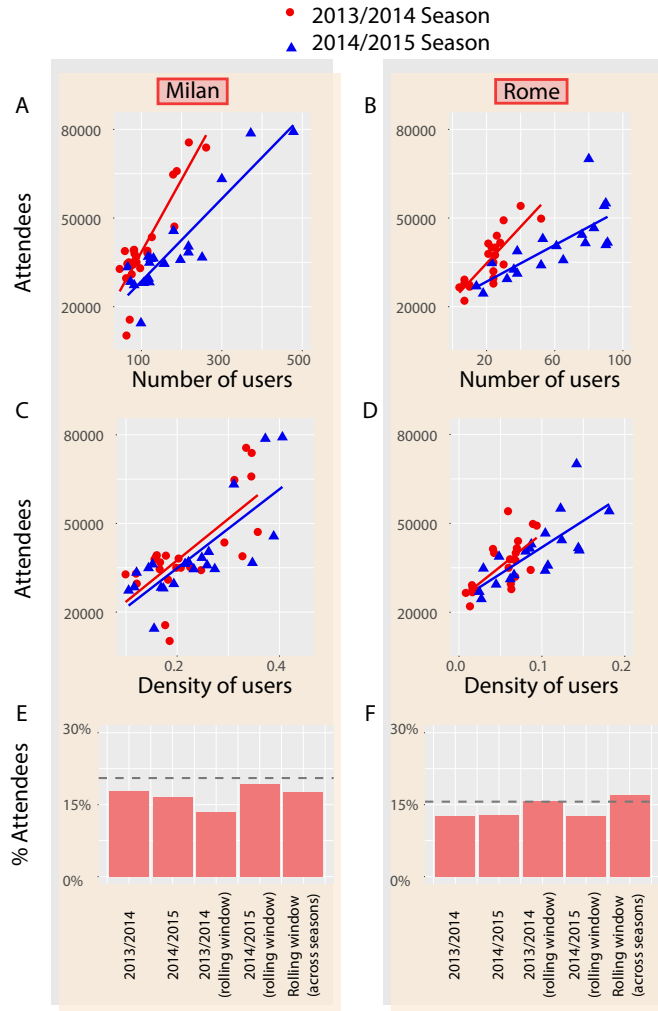 2013/2014 Season
2014/2015 Season
Milan
Rome
A
B
80000
50000
20000
Attendees
100
300
500
Number of users
80000
50000
20000
Attendees
20
60
100
Number of users
C
D
80000
50000
20000
Attendees
0.2
0.4
Density of users
80000
50000
20000
Attendees
0.0
0.1
0.2
Density of users
E
F
30%
15%
0%
% Attendees
2013/2014
2014/2015
2013/2014
(rolling window)
2014/2015
(rolling window)
Rolling window
(across seasons)
30%
15%
0%
% Attendees
2013/2014
2014/2015
2013/2014
(rolling window)
2014/2015
(rolling window)
Rolling window
(across seasons)